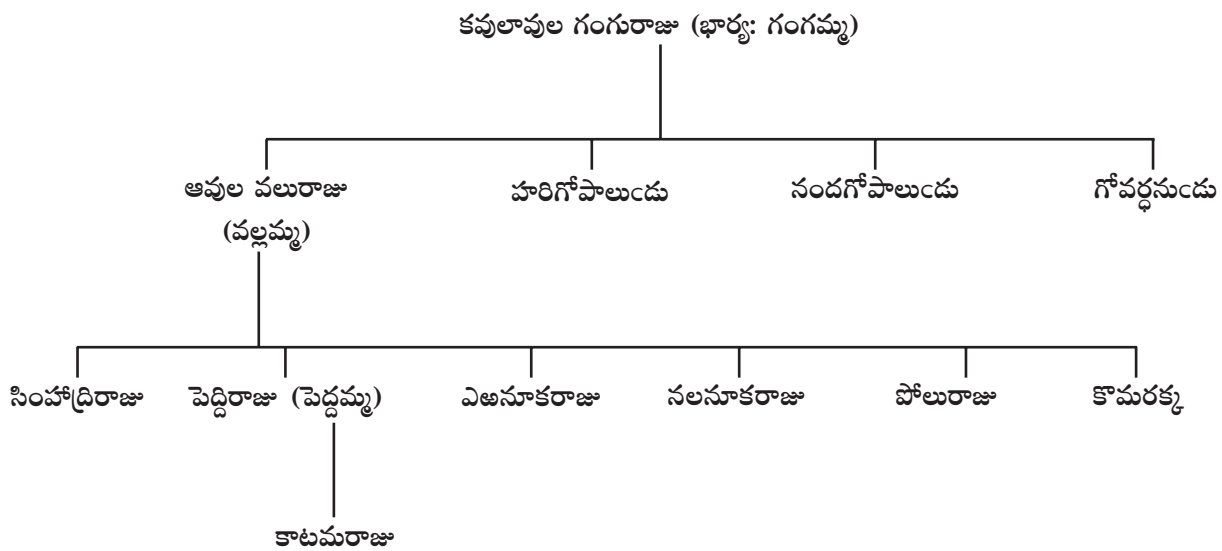 కవులావుల గంగురాజు (భార్య: గంగమ్మ)
ఆవుల వలురాజు హరిగోపాలుఁడు నందగోపాలుఁడు గోవర్ధనుఁడు
(వల్లమ్మ)
సింహాద్రిరాజు పెద్దిరాజు (పెద్దమ్మ) ఎఱనూకరాజు నలనూకరాజు పోలురాజు కొమరక్క
కాటమరాజు